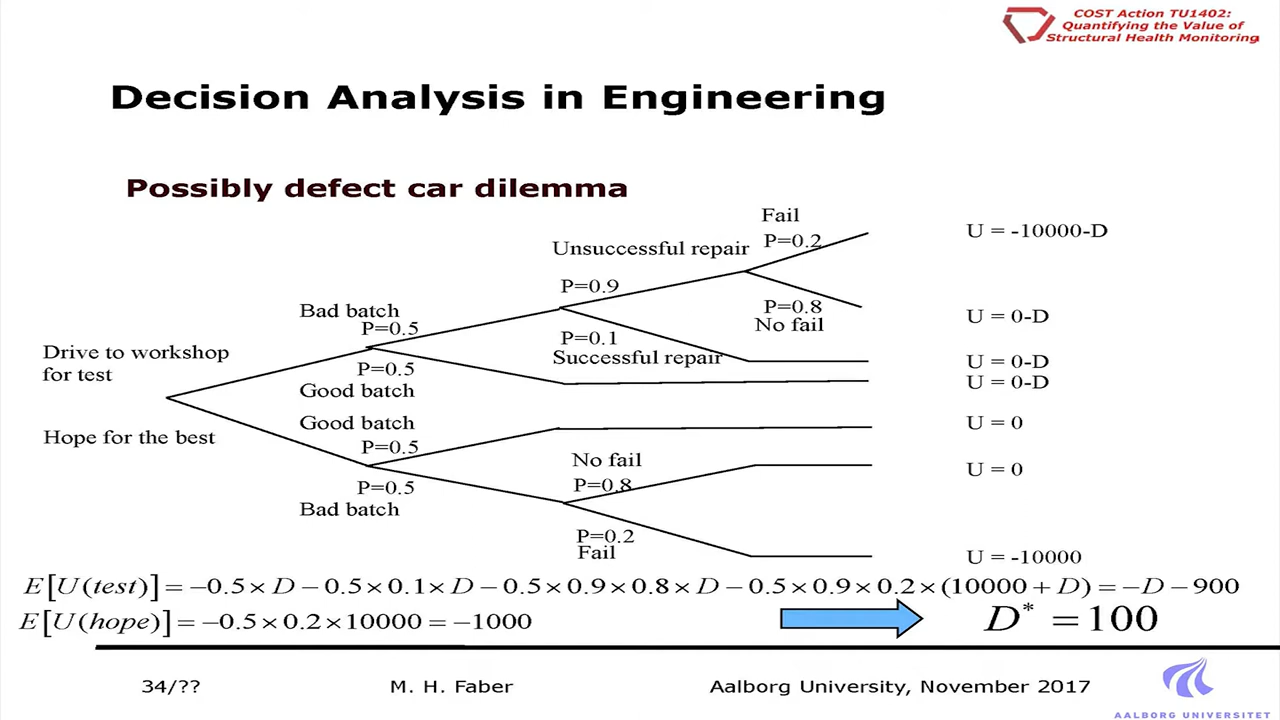 COST Action TU1402:
Quantifying the Value of
Structural Health Monitoring
Decision Analysis in Engineering
Possibly defect car dilemma
Fail
P=0.2
U = -10000-D
Unsuccessful repair
P=0.9
P=0.8
No fail
U = 0-D
Bad batch
P=0.5
P=0.1
Successful repair
U = 0-D
Drive to workshop
for test
P=0.5
Good batch
U = 0-D
Good batch
P=0.5
U = 0
Hope for the best
No fail
P=0.8
U = 0
P=0.5
Bad batch
P=0.2
Fail
U = -10000
E[U(test)] = −0.5×D−0.5×0.1×D−0.5×0.9×0.8×D−0.5×0.9×0.2×(10000+D) = −D−900
E[U(hope)] = −0.5×0.2×10000 = −1000
D* = 100
34/??
M. H. Faber
Aalborg University, November 2017
AALBORG UNIVERSITET